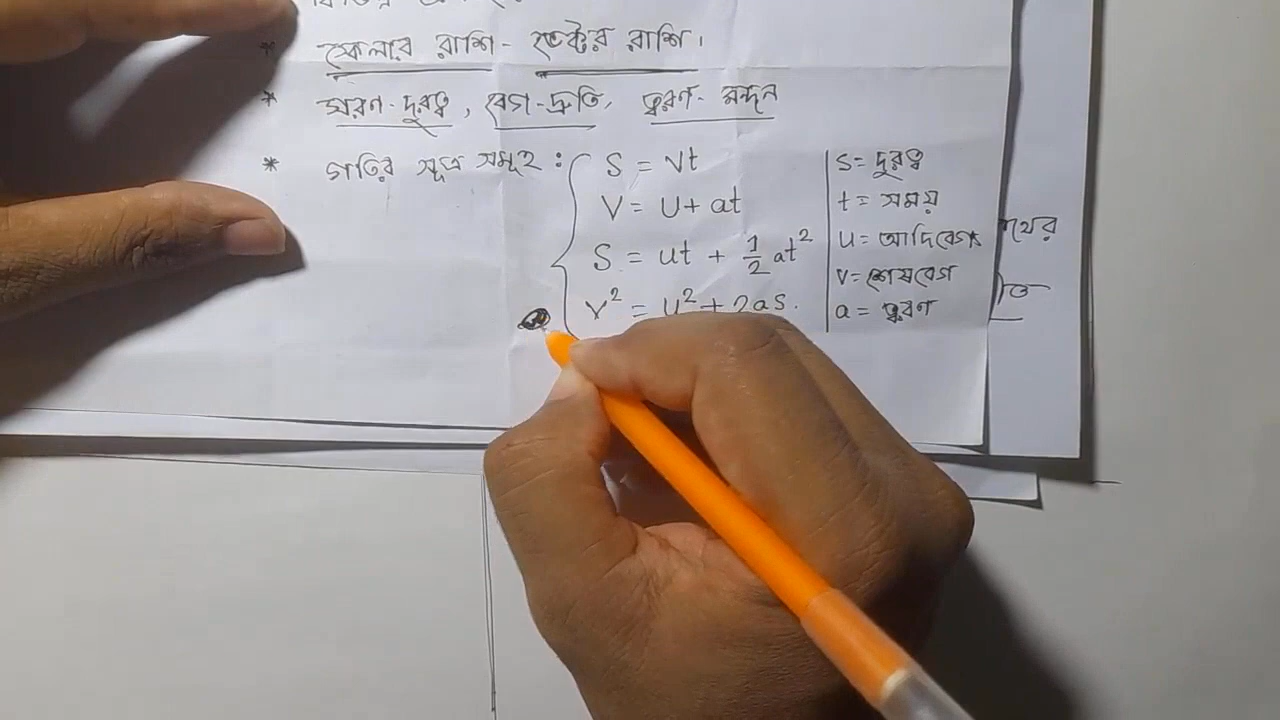 * স্কেলার রাশি - ভেক্টর রাশি।
* সরণ - দুরত্ব, বেগ - দ্রুতি, ত্বরণ - মন্দন
* গতির সূত্র সমূহ :
S = vt
V = U + at
S = ut + 1/2 at²
V² = u² + 2as.
S = দুরত্ব
t = সময়
u = আদিবেগ
v = শেষবেগ
a = ত্বরণ